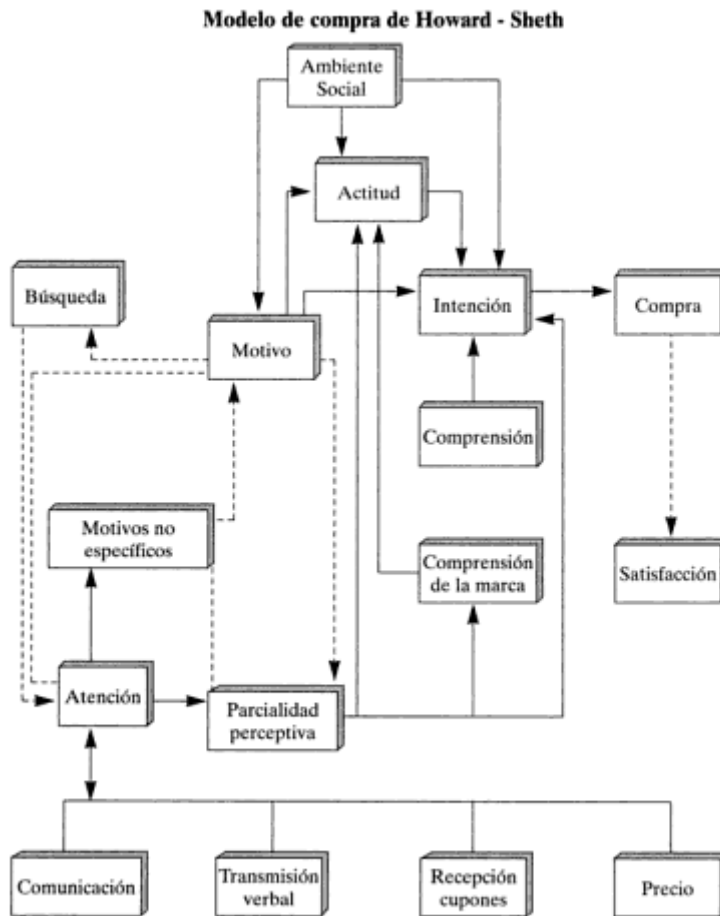 Modelo de compra de Howard - Sheth
Ambiente
Social
Actitud
Búsqueda
Motivo
Intención
Compra
Comprensión
Motivos no
específicos
Comprensión
de la marca
Satisfacción
Atención
Parcialidad
perceptiva
Comunicación
Transmisión
verbal
Recepción
cupones
Precio